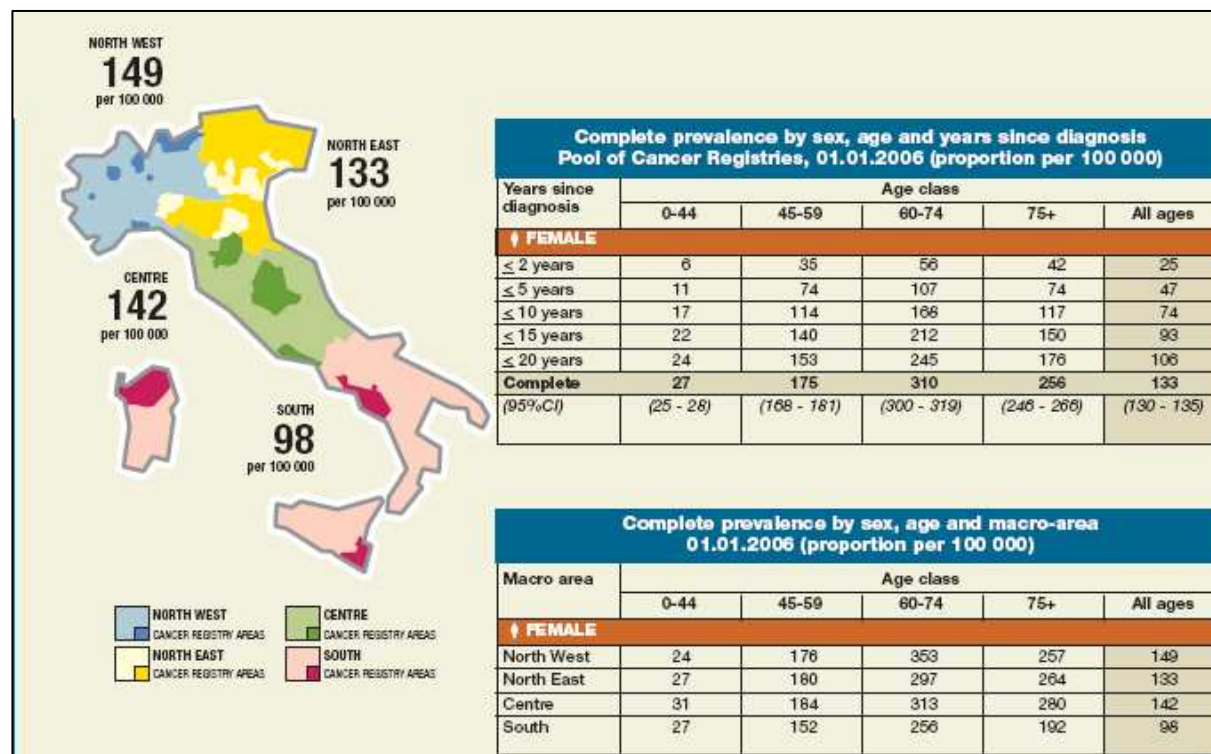 NORTH WEST
149
per 100 000
NORTH EAST
133
per 100 000
CENTRE
142
per 100 000
SOUTH
98
per 100 000
NORTH WEST
CANCER REGISTRY AREAS
NORTH EAST
CANCER REGISTRY AREAS
CENTRE
CANCER REGISTRY AREAS
SOUTH
CANCER REGISTRY AREAS
Complete prevalence by sex, age and years since diagnosis
Pool of Cancer Registries, 01.01.2006 (proportion per 100 000)
Years since diagnosis Age class
0-44 45-59 60-74 75+ All ages
FEMALE
≤ 2 years 6 35 56 42 25
≤ 5 years 11 74 107 74 47
≤ 10 years 17 114 168 117 74
≤ 15 years 22 140 212 150 93
≤ 20 years 24 153 245 176 106
Complete 27 175 310 256 133
(95%CI) (25 - 28) (168 - 181) (300 - 319) (246 - 266) (130 - 135)
Complete prevalence by sex, age and macro-area
01.01.2006 (proportion per 100 000)
Macro area Age class
0-44 45-59 60-74 75+ All ages
FEMALE
North West 24 176 353 257 149
North East 27 180 297 264 133
Centre 31 184 313 280 142
South 27 152 256 192 98